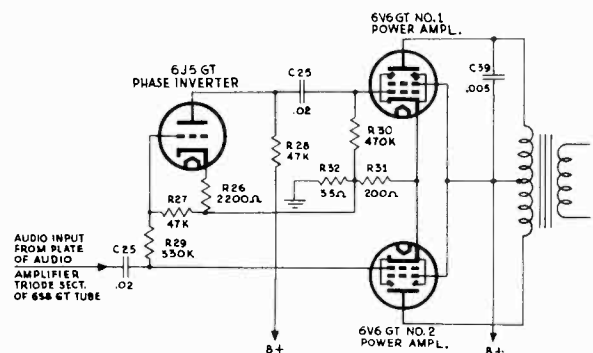 6V6 GT NO.1
POWER AMPL.
6J5 GT
PHASE INVERTER
C25
.02
C39
.005
R28
47K
R30
470K
R32
35Ω
R31
200Ω
R26
2200Ω
R27
47K
R29
330K
AUDIO INPUT
FROM PLATE
OF AUDIO
AMPLIFIER
TRIODE SECT.
OF 6S8 GT TUBE
C25
.02
6V6 GT NO.2
POWER AMPL.
B+
B+